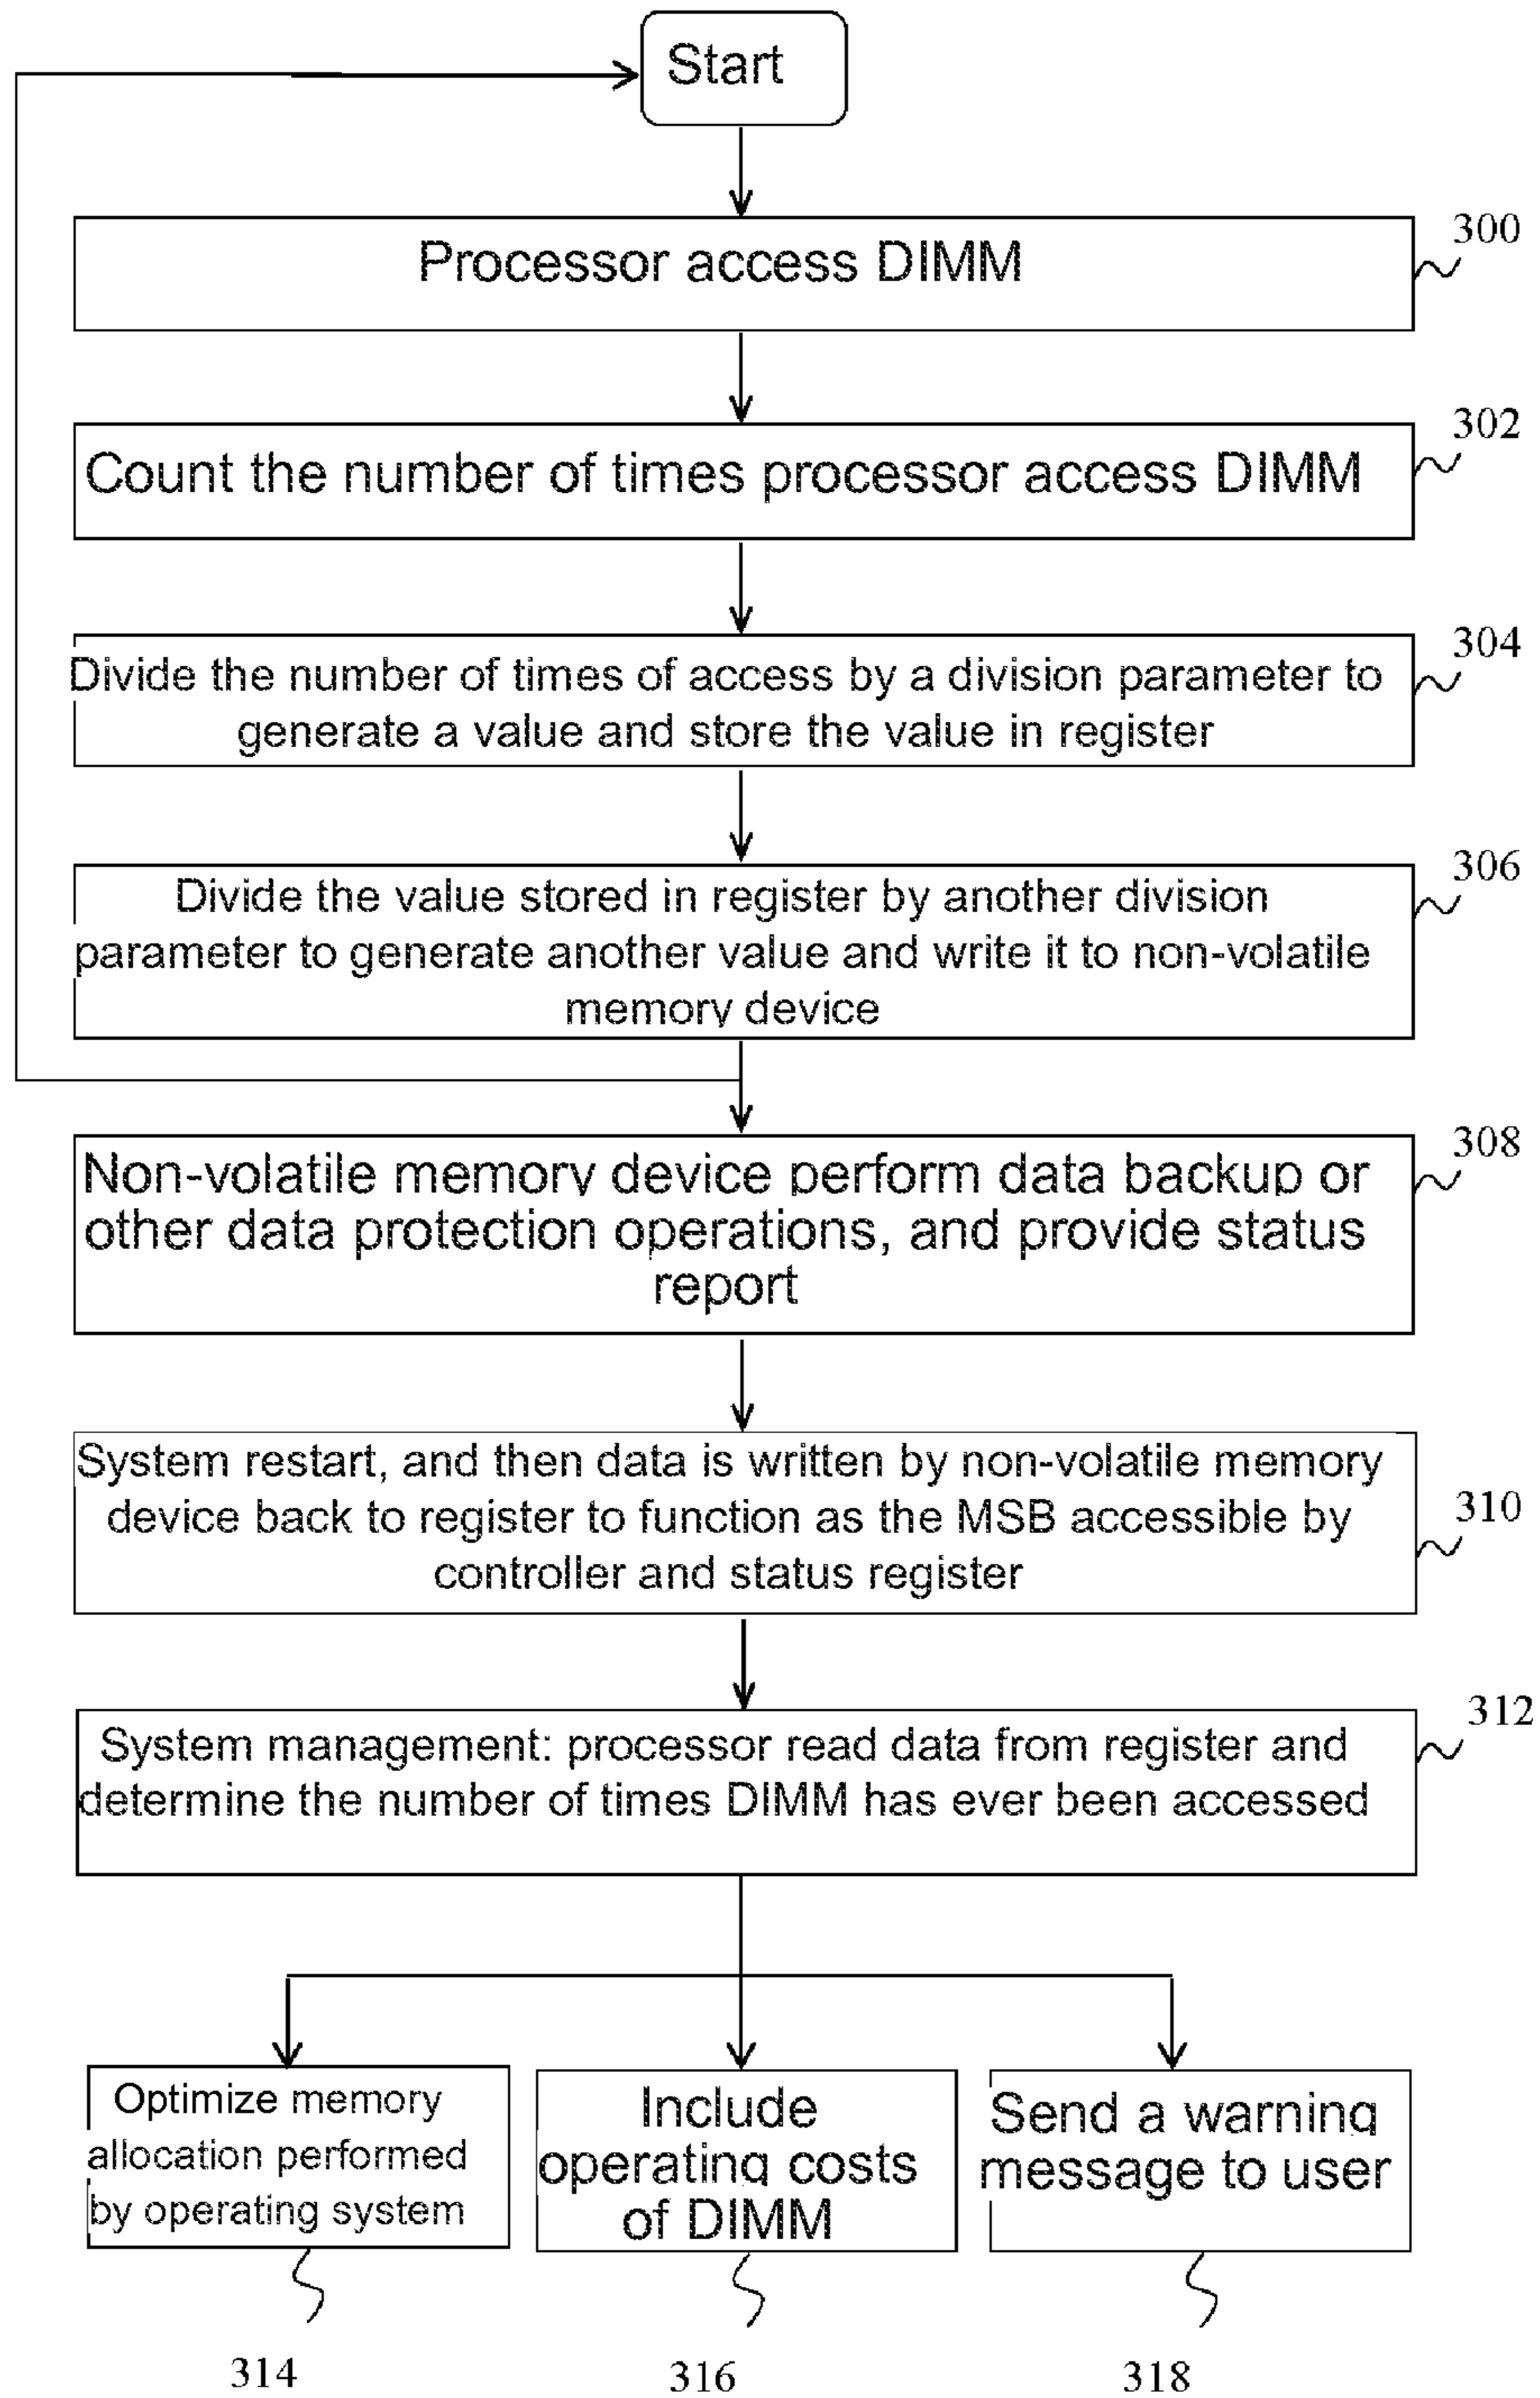 Start
300
Processor access DIMM
302
Count the number of times processor access DIMM
304
Divide the number of times of access by a division parameter to
generate a value and store the value in register
306
Divide the value stored in register by another division
parameter to generate another value and write it to non-volatile
memory device
308
Non-volatile memory device perform data backup or
other data protection operations, and provide status
report
System restart, and then data is written by non-volatile memory
device back to register to function as the MSB accessible by
310
controller and status register
312
System management: processor read data from register and
determine the number of times DIMM has ever been accessed
Optimize memory
allocation performed
by operating system
Include
operating costs
of DIMM
Send a warning
message to user
314
316
318